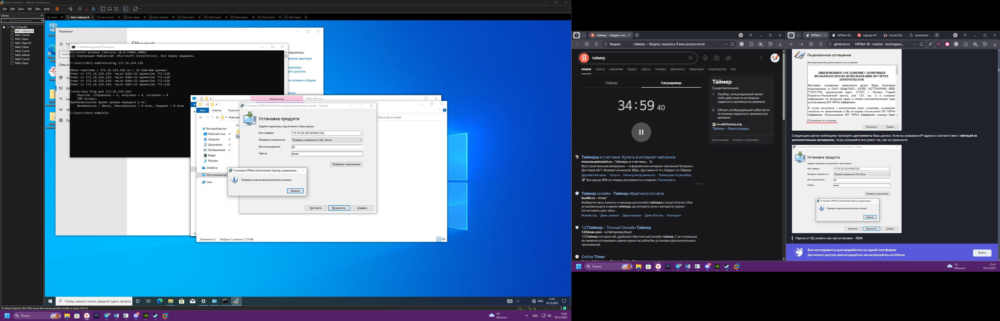 Net1-AdminCA - VMware Workstation
File Edit View VM Tabs Help
Library
Type here to search
My Computer
Net1-AdminCA
Net1-Coord
Net1-Open
Net1-OperCA
Net2-Client
Net2-Coord
Net3-Admin
Net3-Coord
Net3-Open
Home Net1-AdminCA Net1-Coord Net1-Open Net1-OperCA Net2-Client Net2-Coord Net3-Admin Net3-Coord Net3-Open
Параметры
Ethernet
C:\Windows\system32\cmd.exe
Microsoft Windows [Version 10.0.19045.2006]
(c) Корпорация Майкрософт (Microsoft Corporation). Все права защищены.
C:\Users\Net1-AdminCA>ping 172.16.224.226
Обмен пакетами с 172.16.224.226 по с 32 байтами данных:
Ответ от 172.16.224.226: число байт=32 время<1мс TTL=128
Ответ от 172.16.224.226: число байт=32 время<1мс TTL=128
Ответ от 172.16.224.226: число байт=32 время<1мс TTL=128
Ответ от 172.16.224.226: число байт=32 время<1мс TTL=128
Статистика Ping для 172.16.224.226:
Пакетов: отправлено = 4, получено = 4, потеряно = 0
(0% потерь)
Приблизительное время приема-передачи в мс:
Минимальное = 0мсек, Максимальное = 0 мсек, Среднее = 0 мсек
C:\Users\Net1-AdminCA>
параметры
метров адаптера
ширенных
щего доступа
ия сетями и общим
dows
Извлечение
Рабочий стол
Файл Главная Поделить
« Рабочий
Поиск: Server Install
Быстрый доступ
Рабочий стол
Загрузки
Документы
Изображения
Видео
Музыка
OneDrive
Этот компьютер
Сеть
Элементов: 2 Выбран 1 элемент: 2,14 МБ
Установка ViPNet Administrator [Центр управления сетью] - Сервер
Установка продукта
Задайте параметры подключения к базе данных.
Имя сервера: 172.16.224.226\WINNCCSQL
Проверка подлинности: Проверка подлинности SQL Server
Имя пользователя: sa
Пароль: ●●●●
Проверить подключение
Установка ViPNet Administrator [Центр управления ...
Проверка подключения выполнена успешно
Закрыть
Настроить Продолжить Справка
Чтобы начать поиск, введите здесь запрос
ENG
11:41
18.12.2025
To direct input to this VM, move the mouse pointer inside or press Ctrl+G.
Поиск
1°C
Облачно
ENG
11:41
18.12.2025
1
таймер — Яндекс: наш
Яндекс таймер — Яндекс: нашлось 9 млн результатов
таймер
поиск алиса картинки видео карты товары финансы квартиры переводчик все
Таймер Секундомер
34:59 40
Та́ймер
Существительное
1. Прибор, инициирующий какое-
либо действие по истечении
заданного промежутка времени
2. Объект, возбуждающий событие по
истечении заданного промежутка
времени
ru.wiktionary.org
Та́ймер — Викисловарь
Викисловарь Сообщить об ошибке
Таймеры и счетчики. Купить в интернет-магазине
moscow.petrovich.ru › Таймеры-и-счетчики...
Все строительные материалы — в фирменном интернет-магазине Петрович ·
Доставка 24/7. Возврат излишков 360д.. Доставка от 4 ч. Кредит со Сбером
Дружеские цены · Услуги · Калькулятор ремонта · Помощник по дизайну
Выгода до 90% на товары для ремонта и отделки Посмотреть
промо
Таймер онлайн - Таймер обратного отсчета
budilki.ru › timer/
Выберите часы, минуты и секунды для онлайн таймера и запустите его. Или
установите дату и время таймера, до которого (или с которого) нужно
отсчитывать дни, часы...
Новый год · День знаний · День матери · День России · Хэллоуин
123Таймер – Точный Онлайн Таймер
123timer.com › ru?ref=producthunt
123Таймер это простой, удобный и бесплатный онлайн таймер. С его помощью
вы можете отслеживать время прямо на сайте без установки дополнительных
приложений.
Online Timer
5
ViPNet-IB ViPNet-IB/Д sqlexpr 64 2 Install SQL S download.m
gitverse.ru ViPNet-IB - master - boomgara...
Лицензионное соглашение
Для продолжения Вы должны принять это соглашение.
ЛИЦЕНЗИОННОЕ СОГЛАШЕНИЕ С КОНЕЧНЫМ
ПОЛЬЗОВАТЕЛЕМ НА ИСПОЛЬЗОВАНИЕ ПО VIPNET
ADMINISTRATOR
Настоящее соглашение заключается между Вами, Конечным
пользователем, и ОАО «ИнфоТеКС» (ОГРН: 1027739185066, ИНН:
7710013769, юридический адрес: 127287, г. Москва, Старый
Петровско-Разумовский проезд, дом 1/23, стр. 1) и содержит
информацию об авторском праве и объёме неисключительных прав
использования ПО ViPNet Administrator.
В случае несогласия с изложенными ниже условиями, соглашение
считается не заключенным, и Вы не вправе использовать ПО ViPNet
Administrator. Использование ПО ViPNet Administrator означает Ваше
Я принимаю это соглашение
Продолжить Справка
Следующим шагом необходимо проверить доступность базы данных. Если вы указывали IP-адреса в соответствии с таблицей из
дополнительных материалов, тогда указывайте все ровно так, как на скриншоте:
Установка ViPNet Administrator [Центр управления сетью] - Сервер
Установка продукта
Задайте параметры подключения к базе данных.
Имя сервера: 172.16.224.226\WINNCCSQL
Проверка подлинности: Проверка подлинности SQL Server
Имя пользователя: sa
Пароль: ●●●●
Проверить подключение
Установка ViPNet Administrator [Центр управления ...
Проверка подключения выполнена успешно
Закрыть
Настроить Продолжить Справка
Пароль от БД указать как при установке - 1234
Все инструменты для разработки на одной платформе
Для полного доступа зарегистрируйтесь или авторизуйтесь на GitVerse
Войти
Поиск
1°C
Облачно
11:41
18.12.2025